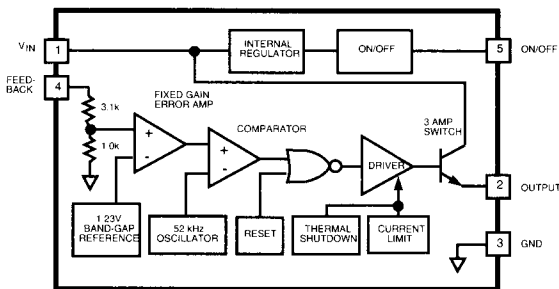 V_IN
1
INTERNAL
REGULATOR
ON/OFF
5
ON/OFF
FEED-
BACK
4
3.1k
1.0k
FIXED GAIN
ERROR AMP
+
-
COMPARATOR
+
-
3 AMP
SWITCH
DRIVER
2
OUTPUT
1 23V
BAND-GAP
REFERENCE
52 kHz
OSCILLATOR
RESET
THERMAL
SHUTDOWN
CURRENT
LIMIT
3
GND